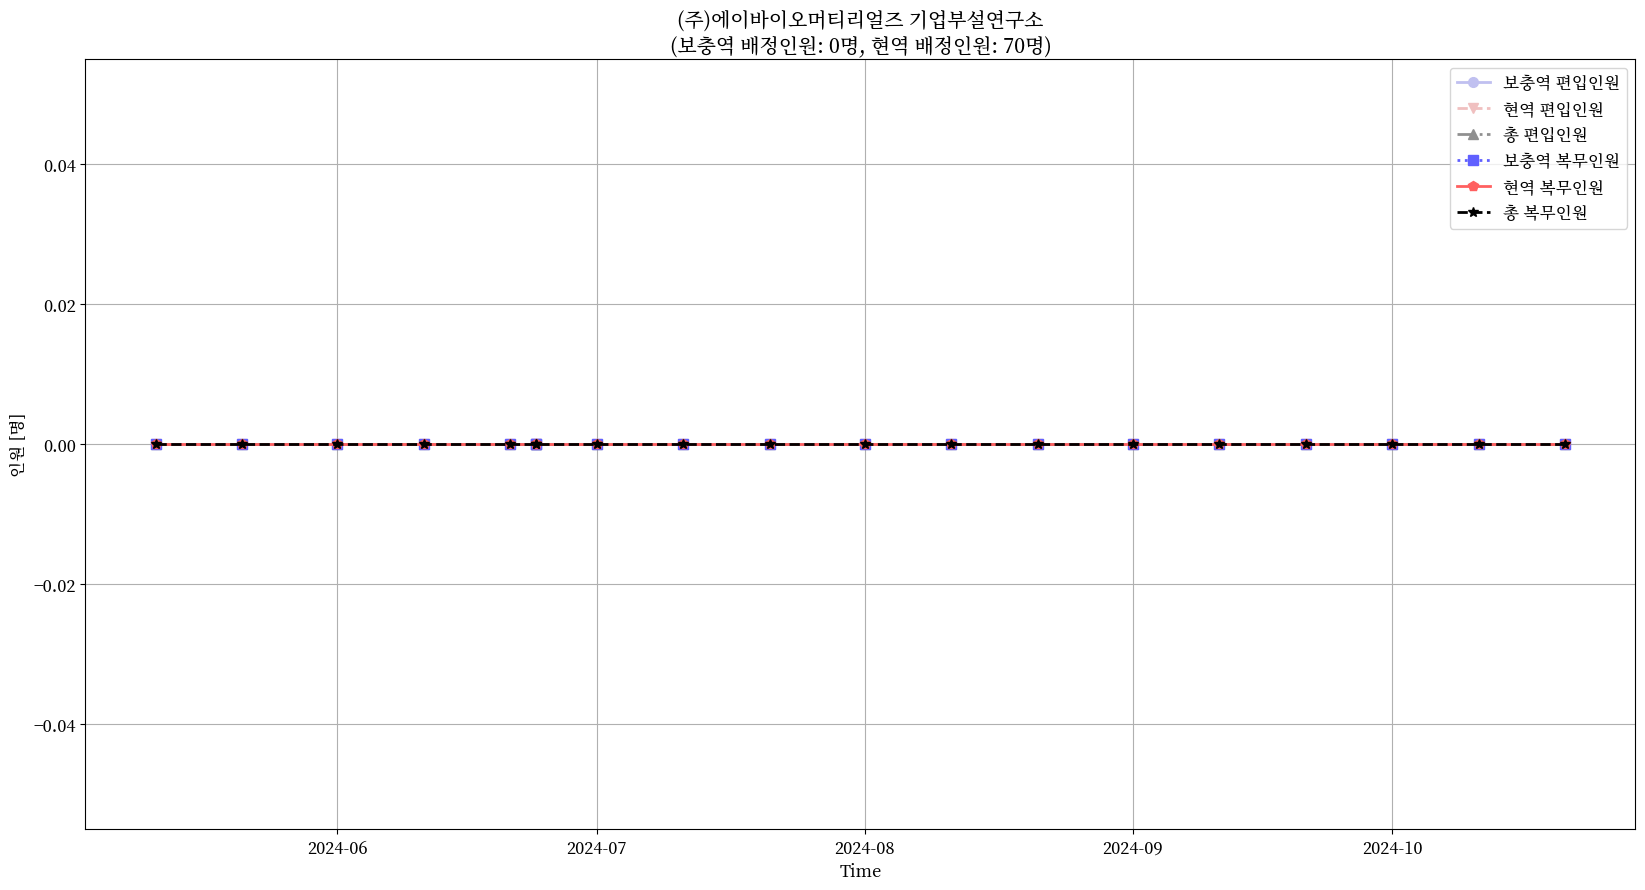 (주)에이바이오머티리얼즈 기업부설연구소
(보충역 배정인원: 0명, 현역 배정인원: 70명)
보충역 편입인원
현역 편입인원
총 편입인원
보충역 복무인원
현역 복무인원
총 복무인원
인원 [명]
0.04
0.02
0.00
−0.02
−0.04
2024-06
2024-07
2024-08
2024-09
2024-10
Time